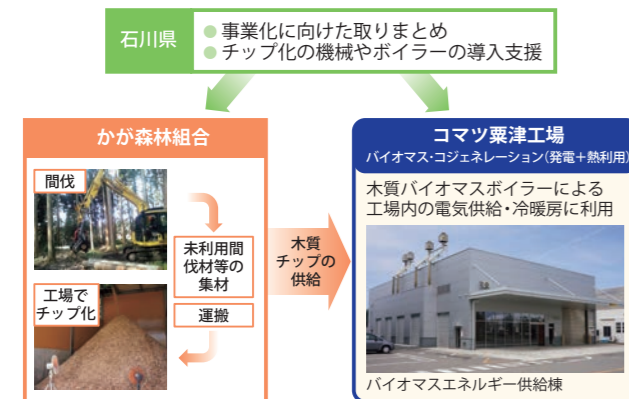 石川県
● 事業化に向けた取りまとめ
● チップ化の機械やボイラーの導入支援
かが森林組合
間伐
未利用間
伐材等の
集材
運搬
工場で
チップ化
木質
チップの
供給
コマツ粟津工場
バイオマス・コジェネレーション(発電＋熱利用)
木質バイオマスボイラーによる
工場内の電気供給・冷暖房に利用
バイオマスエネルギー供給棟